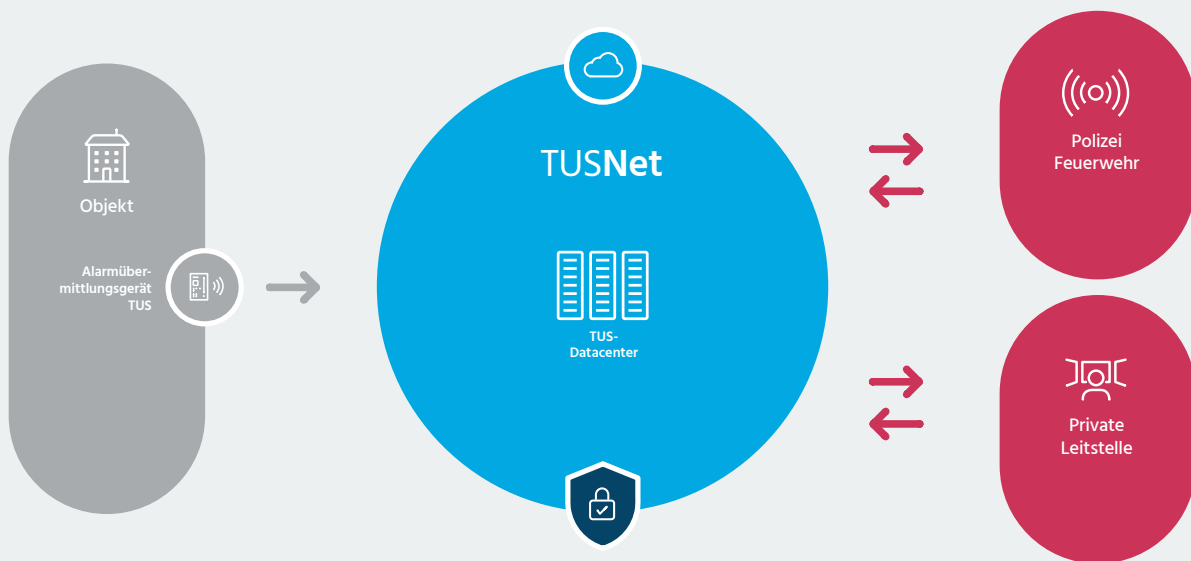 Objekt
Alarmüber-
mittlungsgerät
TUS
TUSNet
TUS-
Datacenter
Polizei
Feuerwehr
Private
Leitstelle